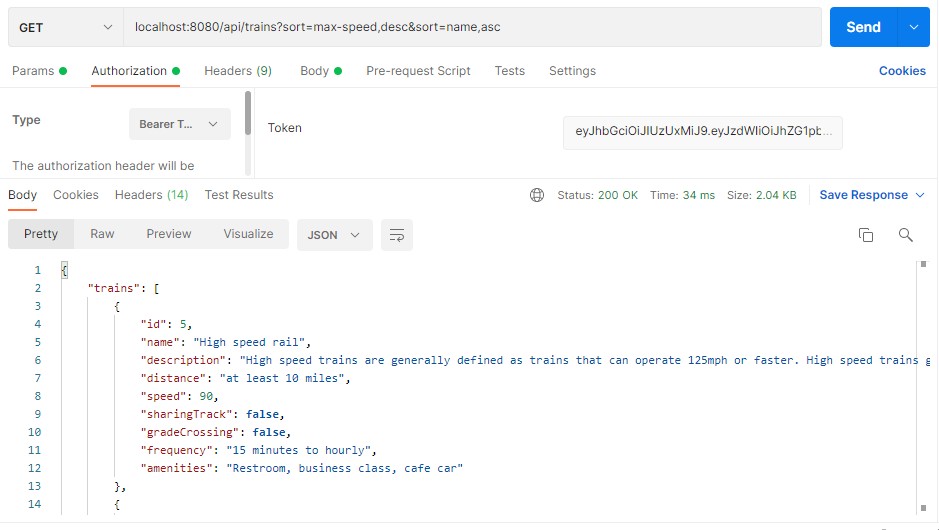 GET localhost:8080/api/trains?sort=max-speed,desc&sort=name,asc Send
Params Authorization Headers (9) Body Pre-request Script Tests Settings Cookies
Type Bearer T... Token eyJhbGciOiJIUzUxMiJ9.eyJzdWIiOiJhZG1pb...
The authorization header will be
Body Cookies Headers (14) Test Results Status: 200 OK Time: 34 ms Size: 2.04 KB Save Response
Pretty Raw Preview Visualize JSON
1 {
2 "trains": [
3 {
4 "id": 5,
5 "name": "High speed rail",
6 "description": "High speed trains are generally defined as trains that can operate 125mph or faster. High speed trains g
7 "distance": "at least 10 miles",
8 "speed": 90,
9 "sharingTrack": false,
10 "gradeCrossing": false,
11 "frequency": "15 minutes to hourly",
12 "amenities": "Restroom, business class, cafe car"
13 },
14 {